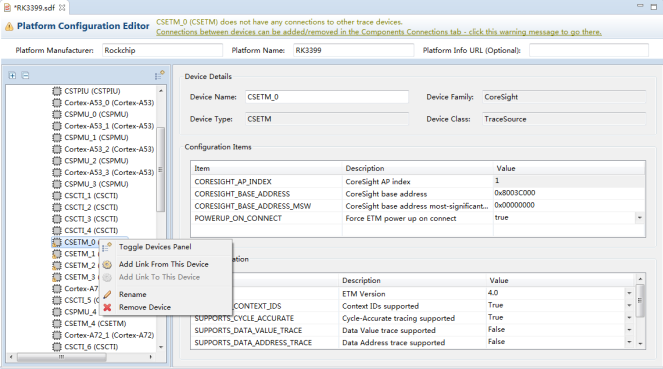 *RK3399.sdf
Platform Configuration Editor
CSETM_0 (CSETM) does not have any connections to other trace devices.
Connections between devices can be added/removed in the Components Connections tab - click this warning message to go there.
Platform Manufacturer: Rockchip Platform Name: RK3399 Platform Info URL (Optional):
CSTPIU (CSTPIU)
Cortex-A53_0 (Cortex-A53)
CSPMU_0 (CSPMU)
Cortex-A53_1 (Cortex-A53)
CSPMU_1 (CSPMU)
Cortex-A53_2 (Cortex-A53)
CSPMU_2 (CSPMU)
Cortex-A53_3 (Cortex-A53)
CSPMU_3 (CSPMU)
CSCTI_1 (CSCTI)
CSCTI_2 (CSCTI)
CSCTI_3 (CSCTI)
CSCTI_4 (CSCTI)
CSETM_0 (
CSETM_1 (
CSETM_2 (
CSETM_3 (
Cortex-A7
CSCTI_5 (C
CSPMU_4
CSETM_4 (CSETM)
Cortex-A72_1 (Cortex-A72)
CSCTI_6 (CSCTI)
Toggle Devices Panel
Add Link From This Device
Add Link To This Device
Rename
Remove Device
Device Details
Device Name: CSETM_0 Device Family: CoreSight
Device Type: CSETM Device Class: TraceSource
Configuration Items
Item Description Value
CORESIGHT_AP_INDEX CoreSight AP index 1
CORESIGHT_BASE_ADDRESS CoreSight base address 0x8003C000
CORESIGHT_BASE_ADDRESS_MSW CoreSight base address most-significant... 0x00000000
POWERUP_ON_CONNECT Force ETM power up on connect true
ation
Description Value
ETM Version 4.0
_CONTEXT_IDS Context IDs supported True
SUPPORTS_CYCLE_ACCURATE Cycle-Accurate tracing supported True
SUPPORTS_DATA_VALUE_TRACE Data Value trace supported False
SUPPORTS_DATA_ADDRESS_TRACE Data Address trace supported False